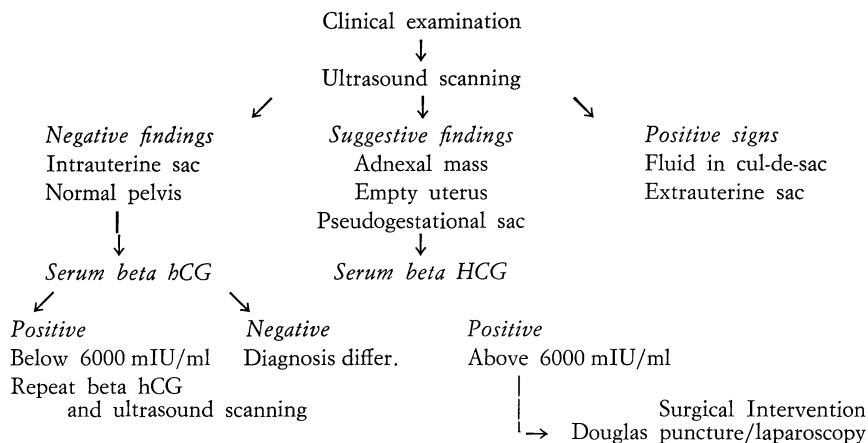 Clinical examination
Ultrasound scanning
Negative findings
Intrauterine sac
Normal pelvis
Suggestive findings
Adnexal mass
Empty uterus
Pseudogestational sac
Positive signs
Fluid in cul-de-sac
Extrauterine sac
Serum beta hCG
Serum beta HCG
Positive
Below 6000 mIU/ml
Repeat beta hCG
and ultrasound scanning
Negative
Diagnosis differ.
Positive
Above 6000 mIU/ml
Surgical Intervention
Douglas puncture/laparoscopy